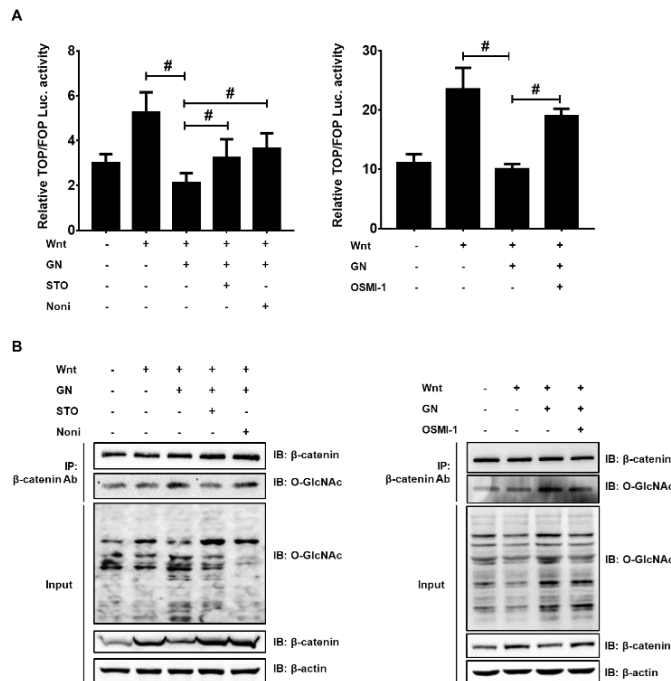 A
Relative TOP/FOP Luc. activity
8
6
4
2
0
#
#
#
Wnt - + + + +
GN - - + + +
STO - - - + -
Noni - - - - +
Relative TOP/FOP Luc. activity
30
20
10
0
#
#
Wnt - + + +
GN - - + +
OSMI-1 - - - +
B
Wnt - + + + +
GN - - + + +
STO - - - + -
Noni - - - - +
IP:
β-catenin Ab
IB: β-catenin
IB: O-GlcNAc
Input
IB: O-GlcNAc
IB: β-catenin
IB: β-actin
Wnt - + + +
GN - - + +
OSMI-1 - - - +
IP:
β-catenin Ab
IB: β-catenin
IB: O-GlcNAc
Input
IB: O-GlcNAc
IB: β-catenin
IB: β-actin